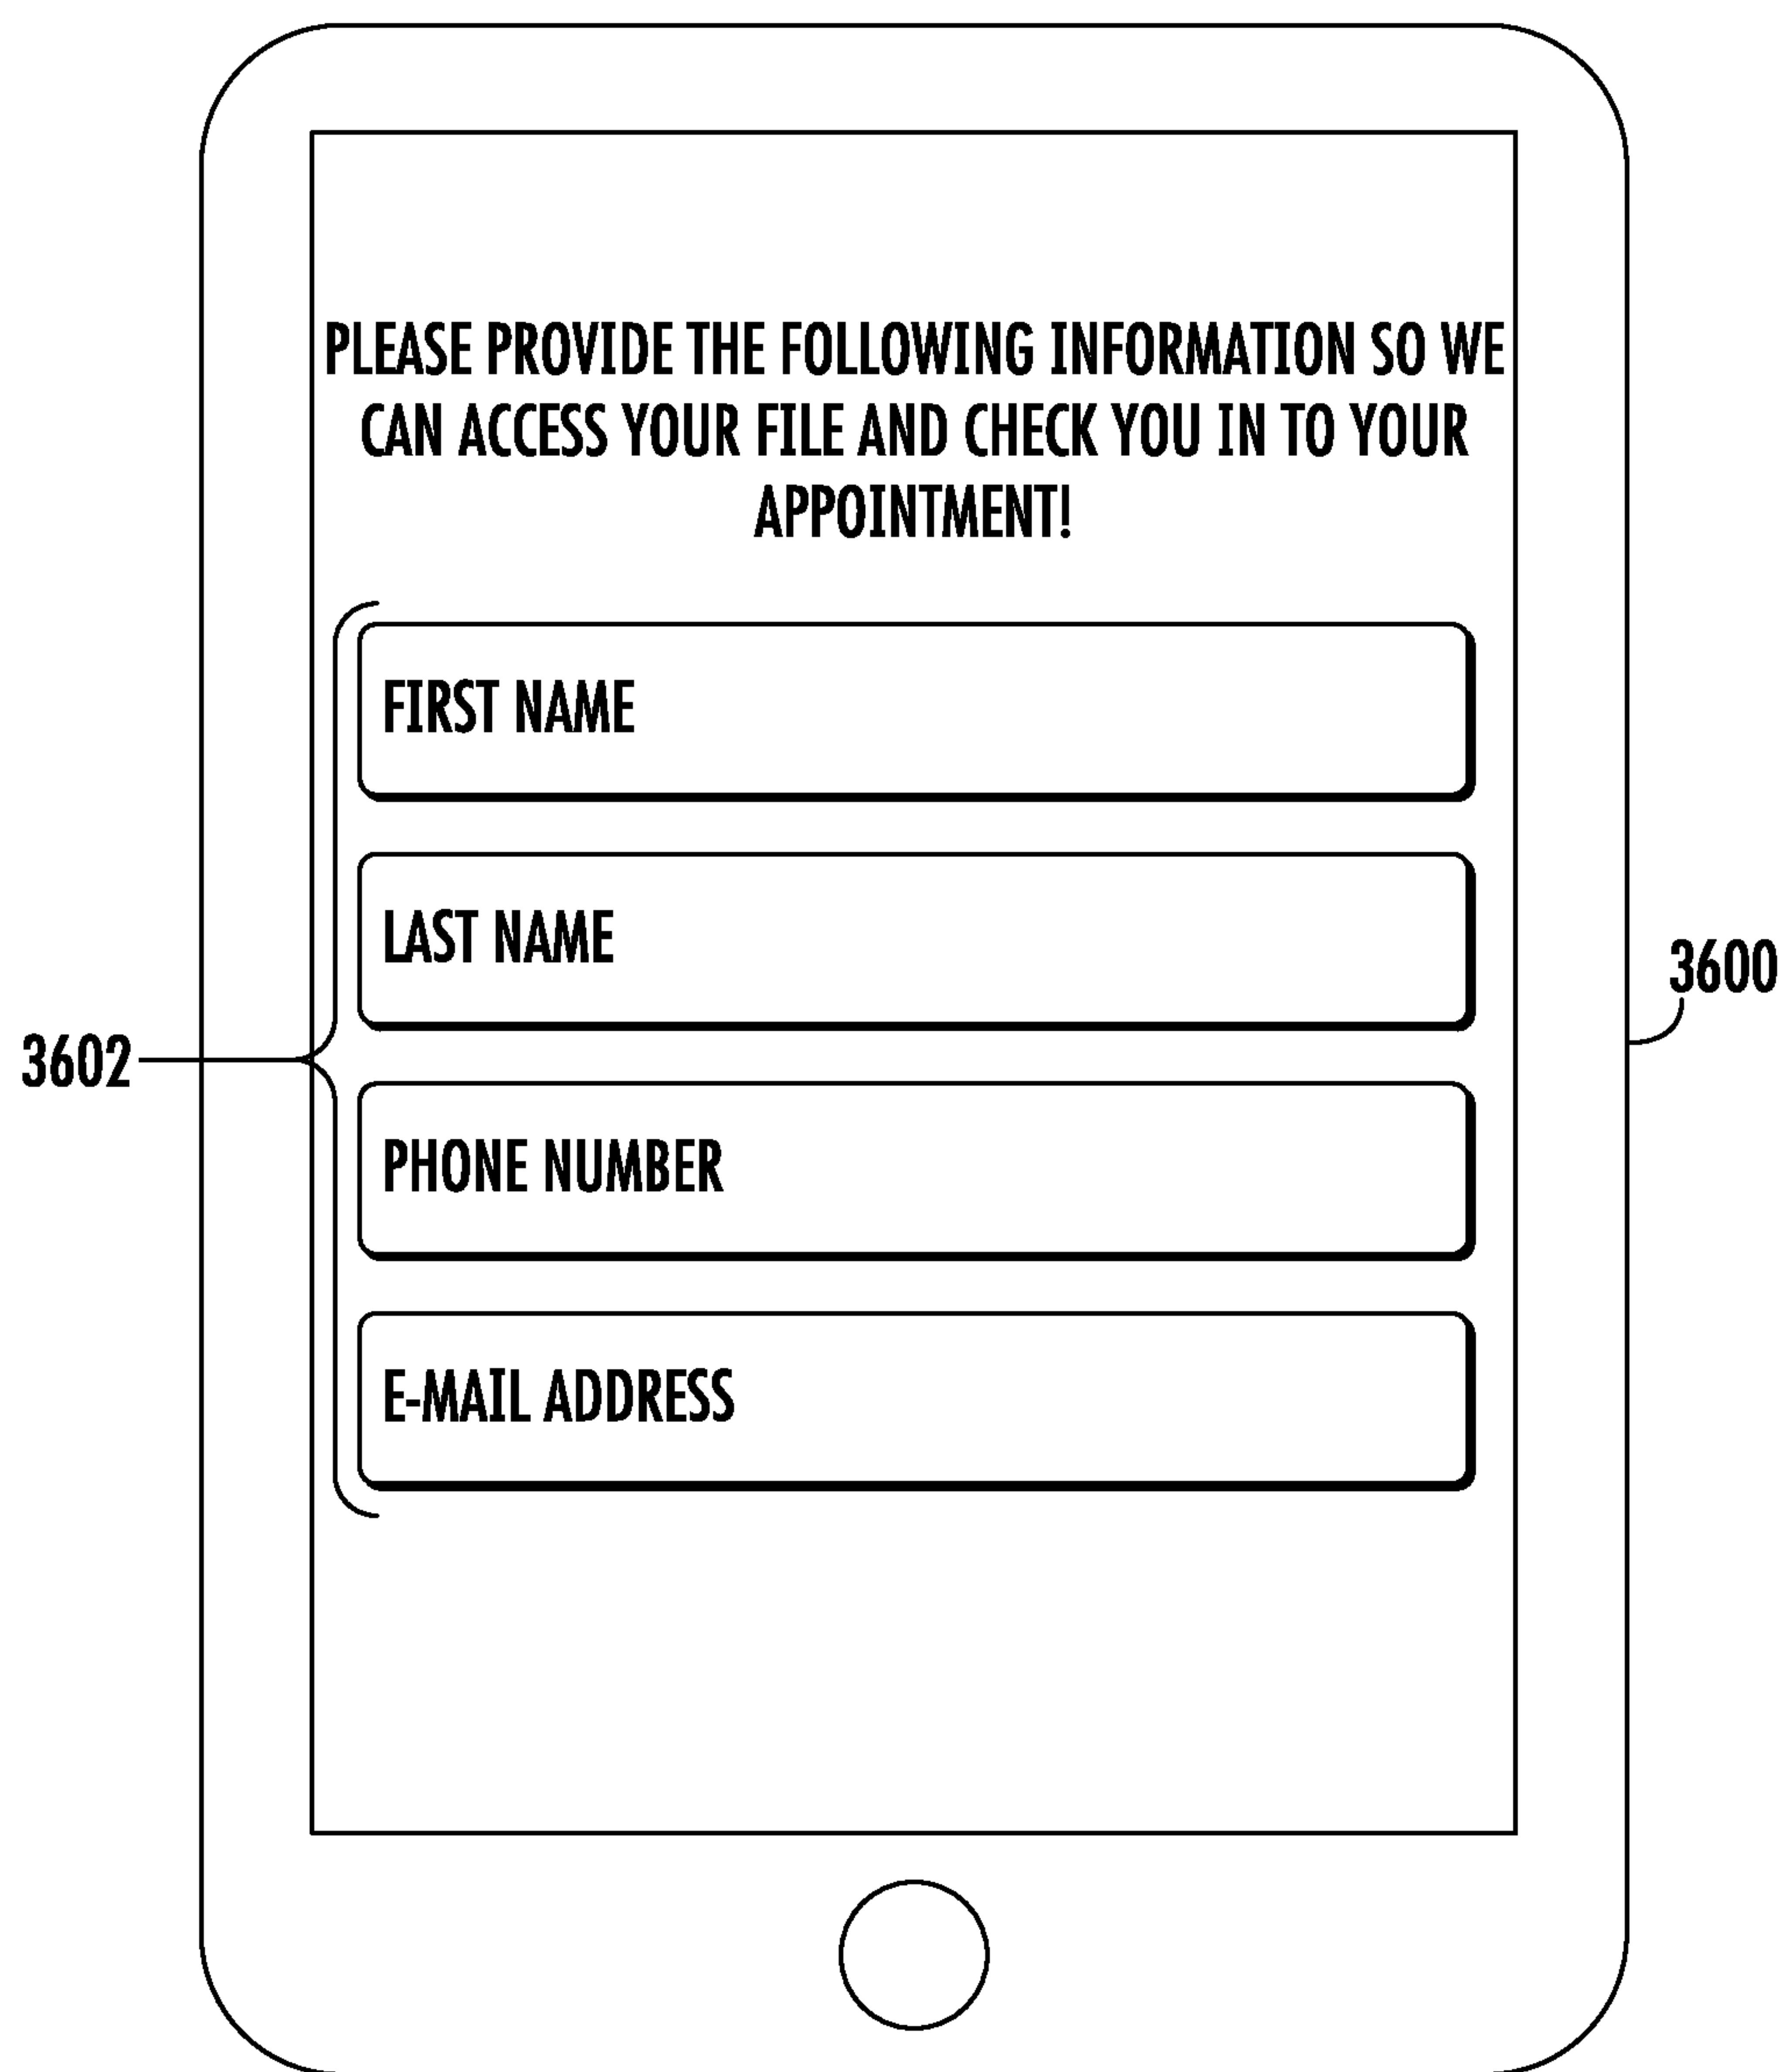 PLEASE PROVIDE THE FOLLOWING INFORMATION SO WE
CAN ACCESS YOUR FILE AND CHECK YOU IN TO YOUR
APPOINTMENT!
FIRST NAME
LAST NAME
3600
3602
PHONE NUMBER
E-MAIL ADDRESS